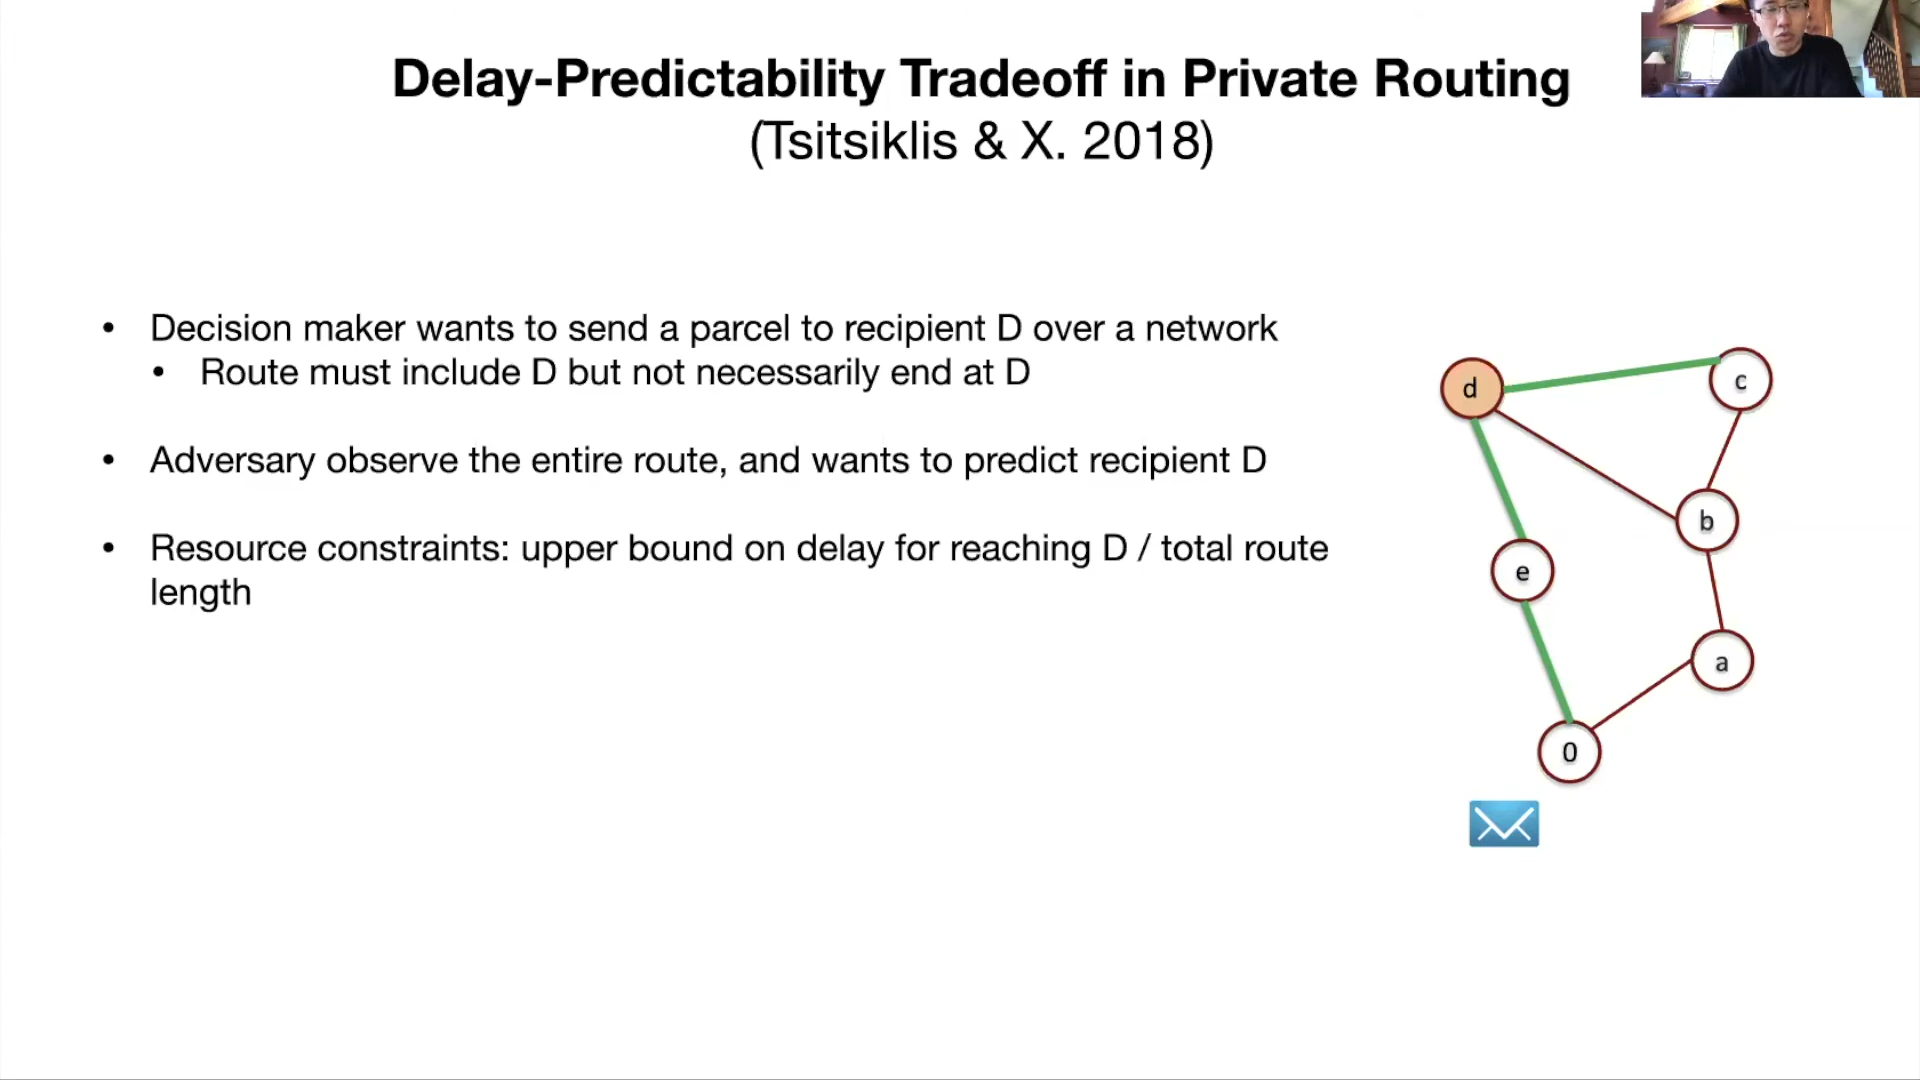 Delay-Predictability Tradeoff in Private Routing
(Tsitsiklis & X. 2018)
• Decision maker wants to send a parcel to recipient D over a network
• Route must include D but not necessarily end at D
• Adversary observe the entire route, and wants to predict recipient D
• Resource constraints: upper bound on delay for reaching D / total route
length
d
c
b
e
a
0